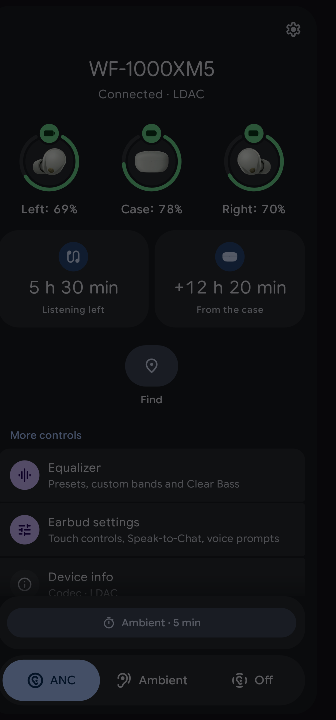 WF-1000XM5
Connected · LDAC
Left: 69%
Case: 78%
Right: 70%
5 h 30 min
Listening left
+12 h 20 min
From the case
Find
More controls
Equalizer
Presets, custom bands and Clear Bass
Earbud settings
Touch controls, Speak-to-Chat, voice prompts
Device info
Codec · LDAC
Ambient · 5 min
ANC
Ambient
Off